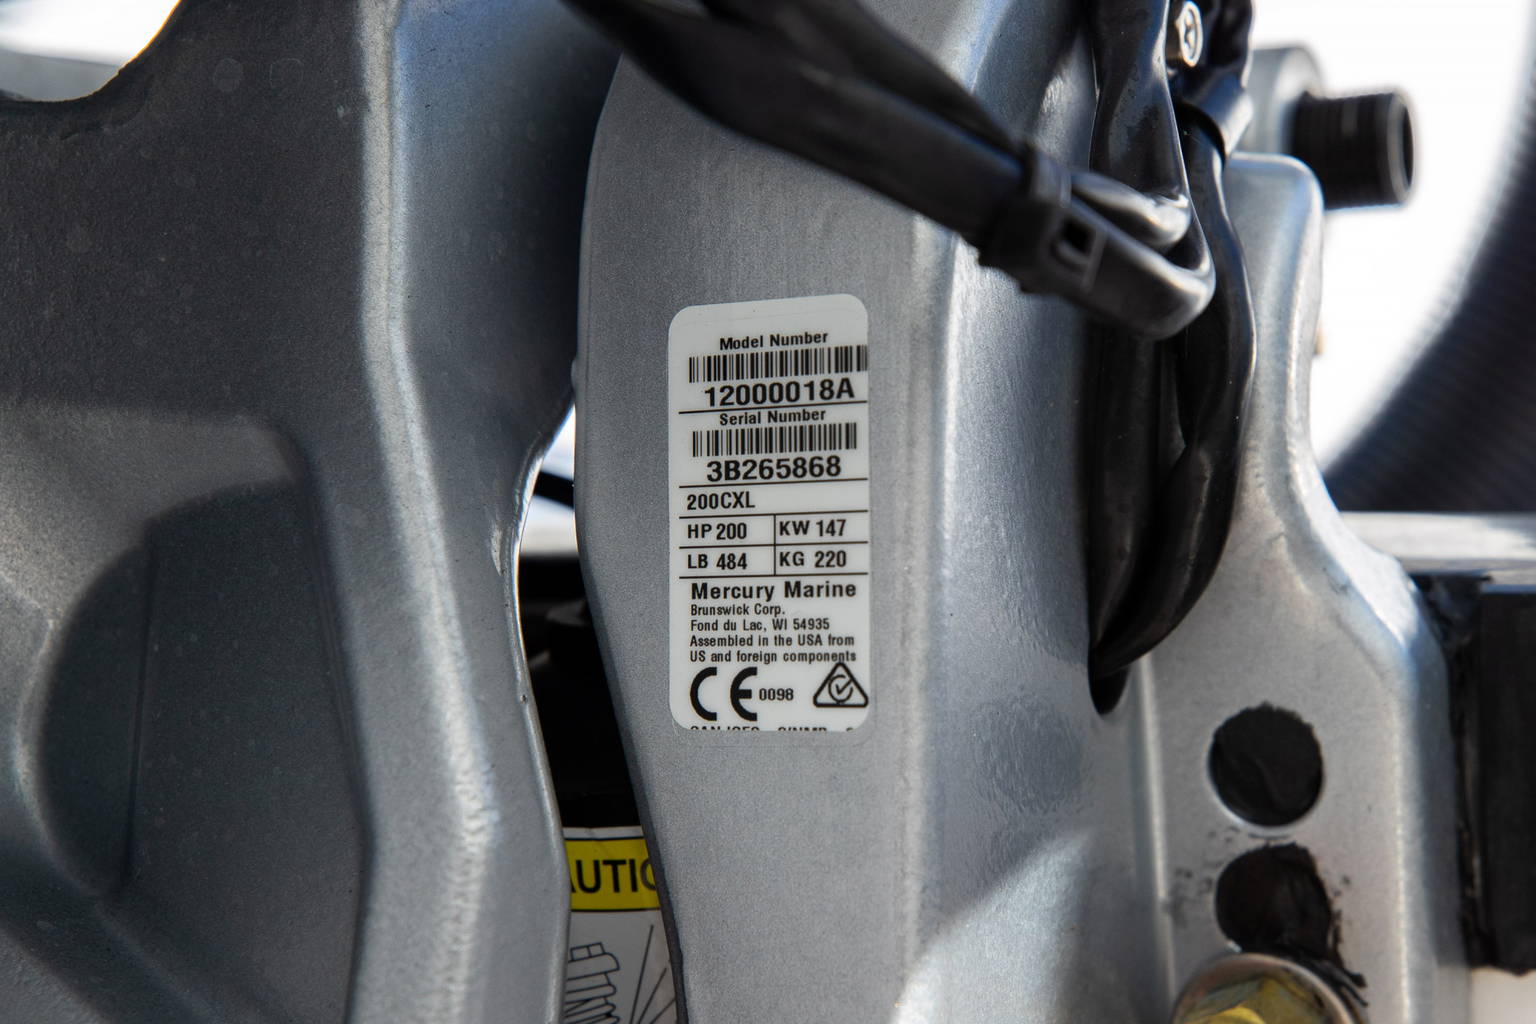 Model Number
12000018A
Serial Number
3B265868
200CXL
HP 200 KW 147
LB 484 KG 220
Mercury Marine
Brunswick Corp.
Fond du Lac, WI 54935
Assembled in the USA from
US and foreign components
CE 0098
AUTIO